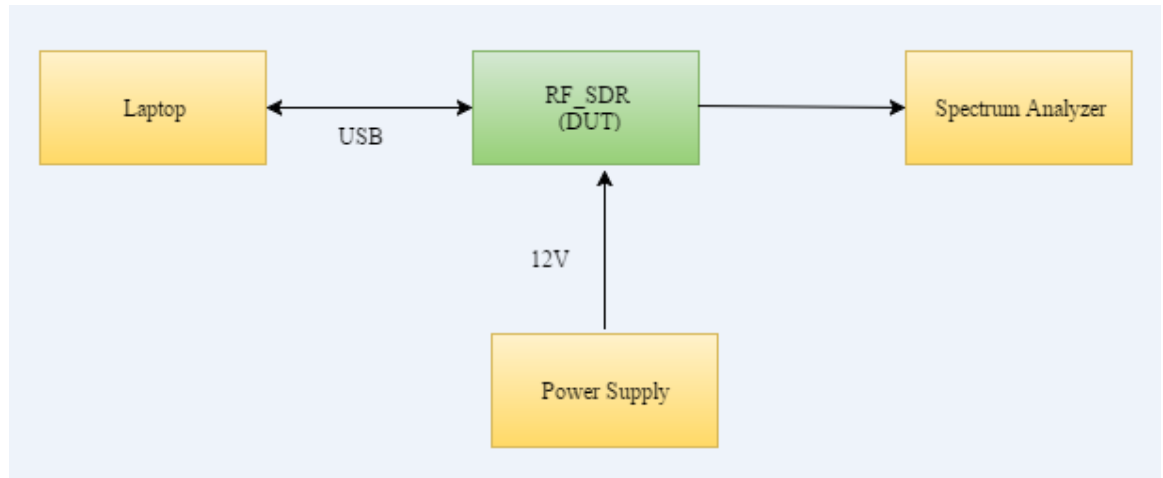 Laptop
USB
RF_SDR
(DUT)
Spectrum Analyzer
12V
Power Supply